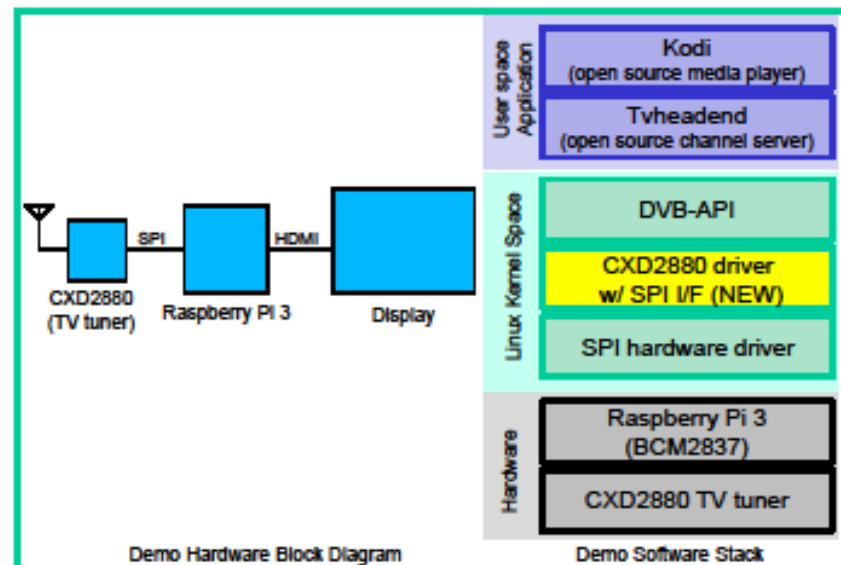 SPI
HDMI
CXD2880
(TV tuner)
Raspberry Pi 3
Display
Demo Hardware Block Diagram
User space
Application
Kodi
(open source media player)
Tvheadend
(open source channel server)
Linux Kernel Space
DVB-API
CXD2880 driver
w/ SPI I/F (NEW)
SPI hardware driver
Hardware
Raspberry Pi 3
(BCM2837)
CXD2880 TV tuner
Demo Software Stack